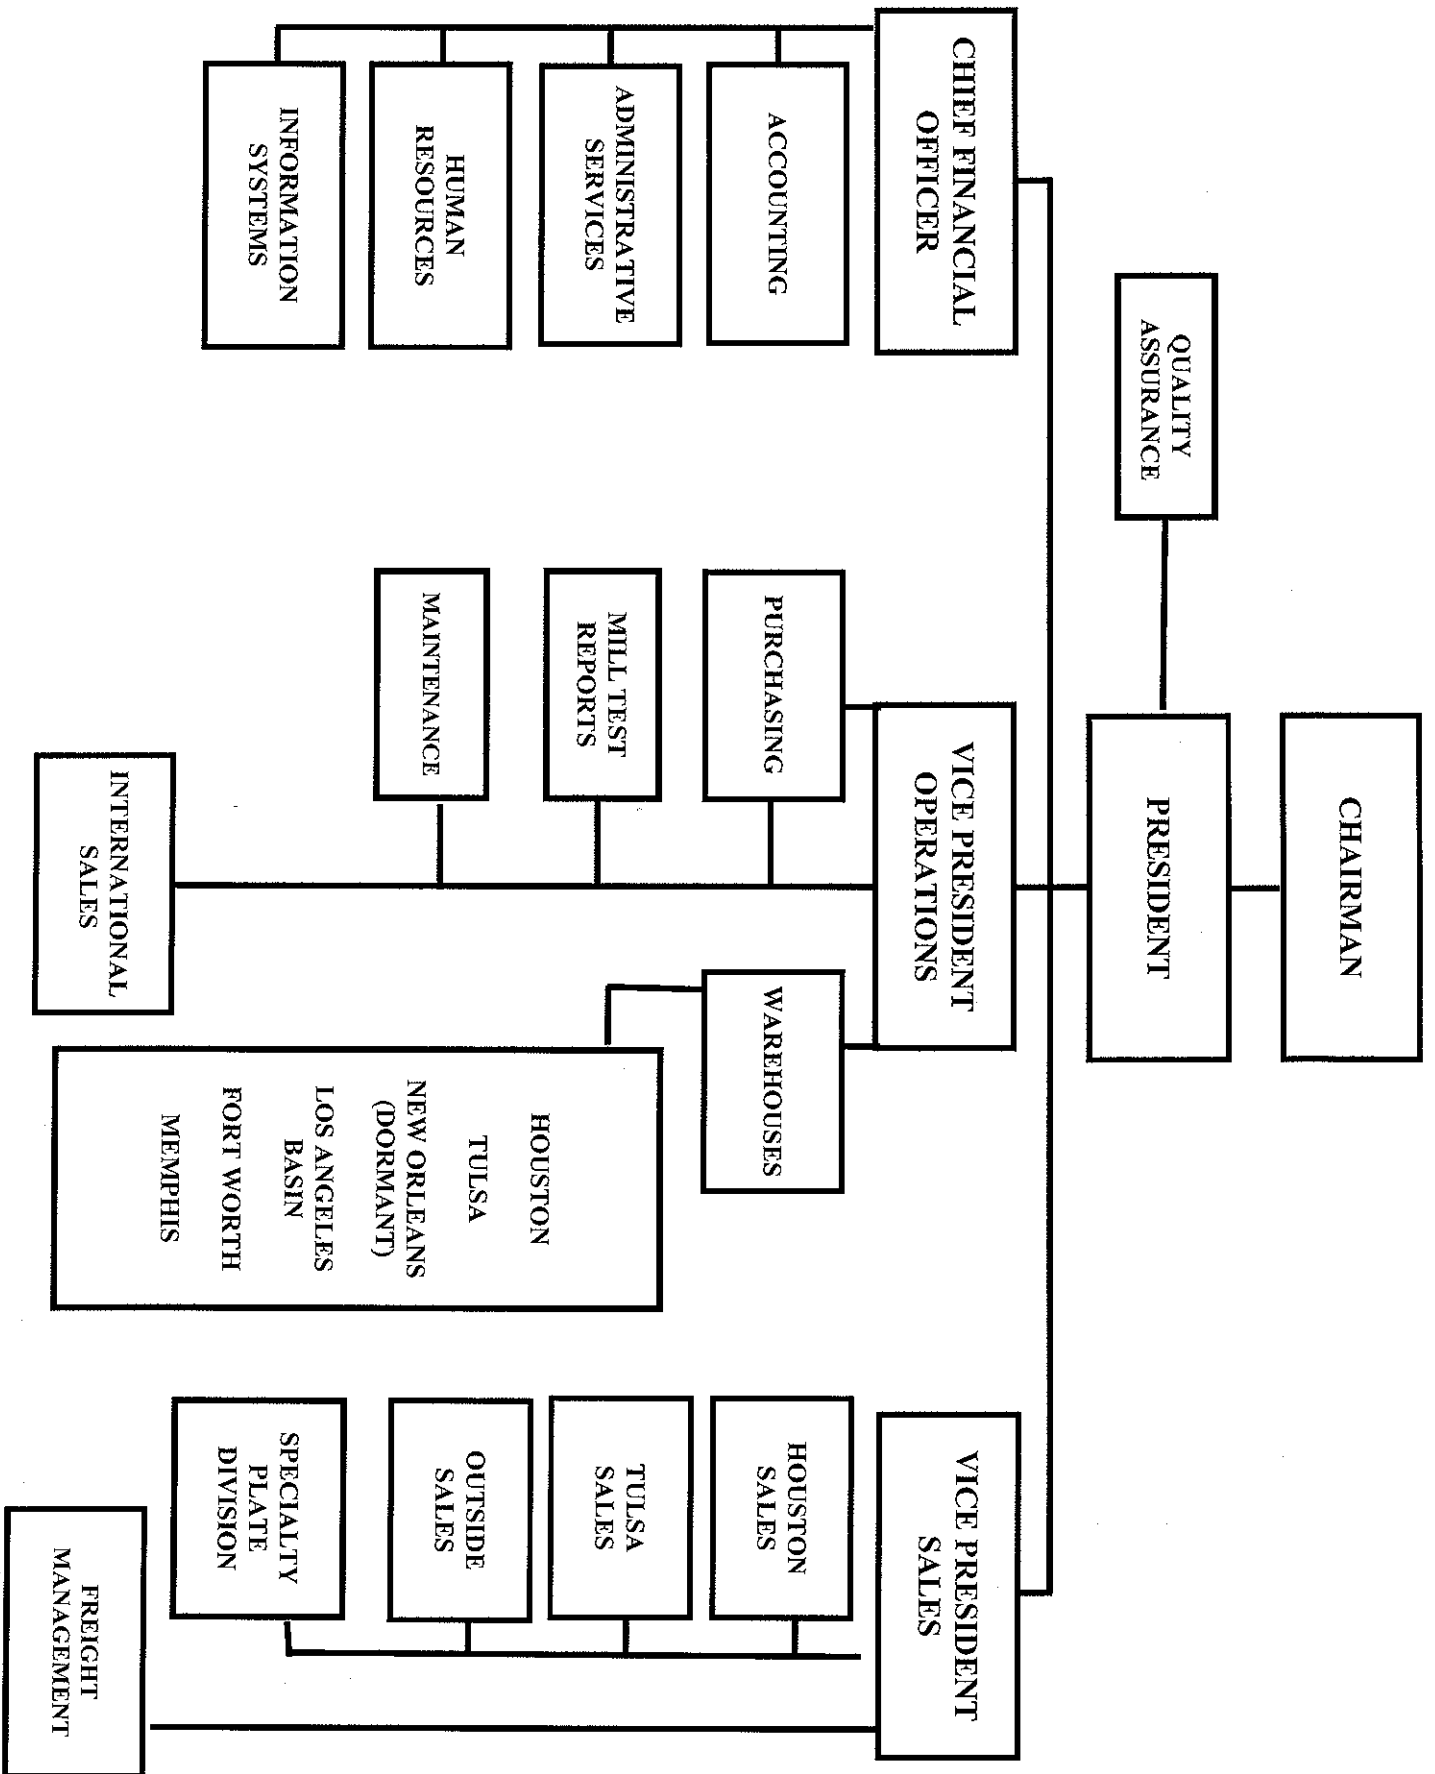 CHAIRMAN
PRESIDENT
QUALITY
ASSURANCE
CHIEF FINANCIAL
OFFICER
ACCOUNTING
ADMINISTRATIVE
SERVICES
HUMAN
RESOURCES
INFORMATION
SYSTEMS
VICE PRESIDENT
OPERATIONS
PURCHASING
MILL TEST
REPORTS
MAINTENANCE
INTERNATIONAL
SALES
WAREHOUSES
HOUSTON
TULSA
NEW ORLEANS
(DORMANT)
LOS ANGELES
BASIN
FORT WORTH
MEMPHIS
VICE PRESIDENT
SALES
HOUSTON
SALES
TULSA
SALES
OUTSIDE
SALES
SPECIALTY
PLATE
DIVISION
FREIGHT
MANAGEMENT